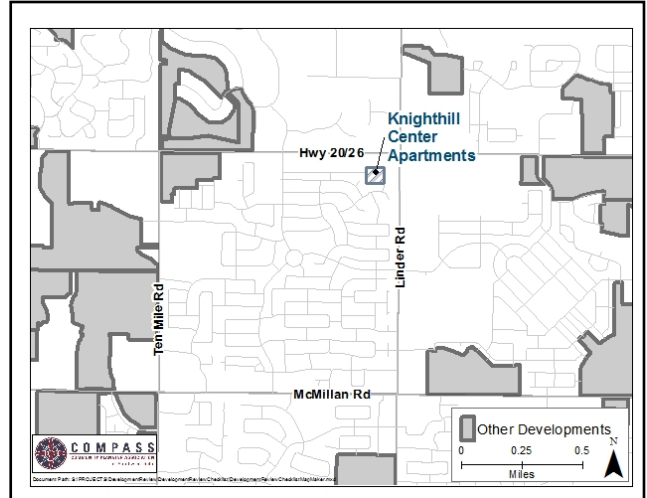 Knighthill
Center
Apartments
Hwy 20/26
Linder Rd
Ten Mile Rd
McMillan Rd
COMPASS
Other Developments
N
0 0.25 0.5
Miles